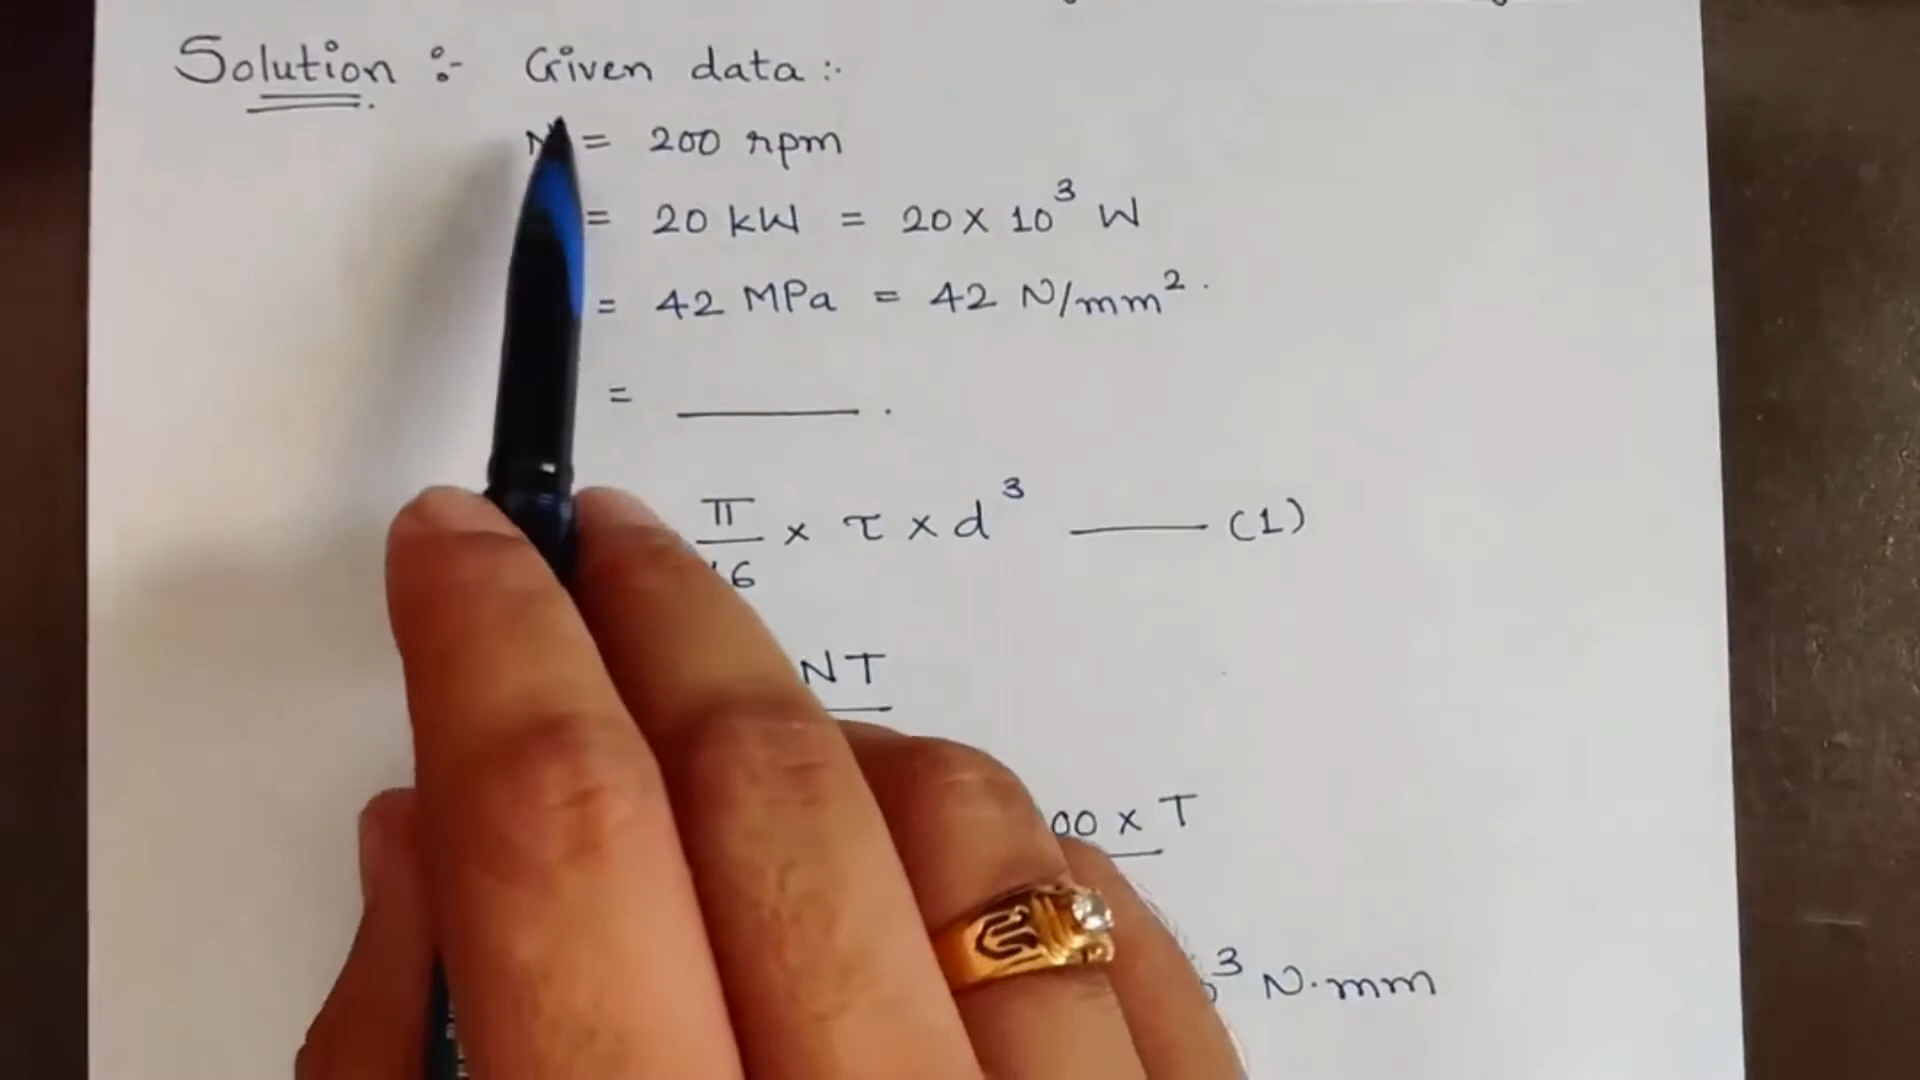 Solution :- Given data :-
N = 200 rpm
= 20 kW = 20 x 10³ W
= 42 MPa = 42 N/mm².
= ______ .
π/ 6 x τ x d³ —— (1)
NT
00 x T
³ N.mm